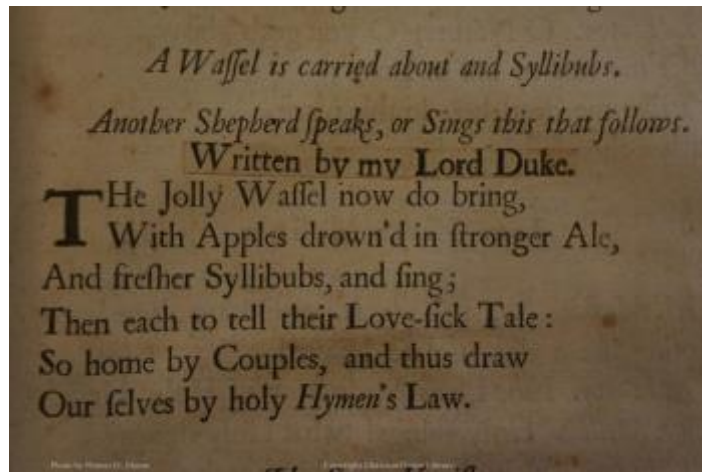 A Waſſel is carried about and Syllibubs.
Another Shepherd ſpeaks, or Sings this that follows.
Written by my Lord Duke.
THe Jolly Waſſel now do bring,
With Apples drown'd in ſtronger Ale,
And freſher Syllibubs, and ſing;
Then each to tell their Love-ſick Tale:
So home by Couples, and thus draw
Our ſelves by holy Hymen's Law.